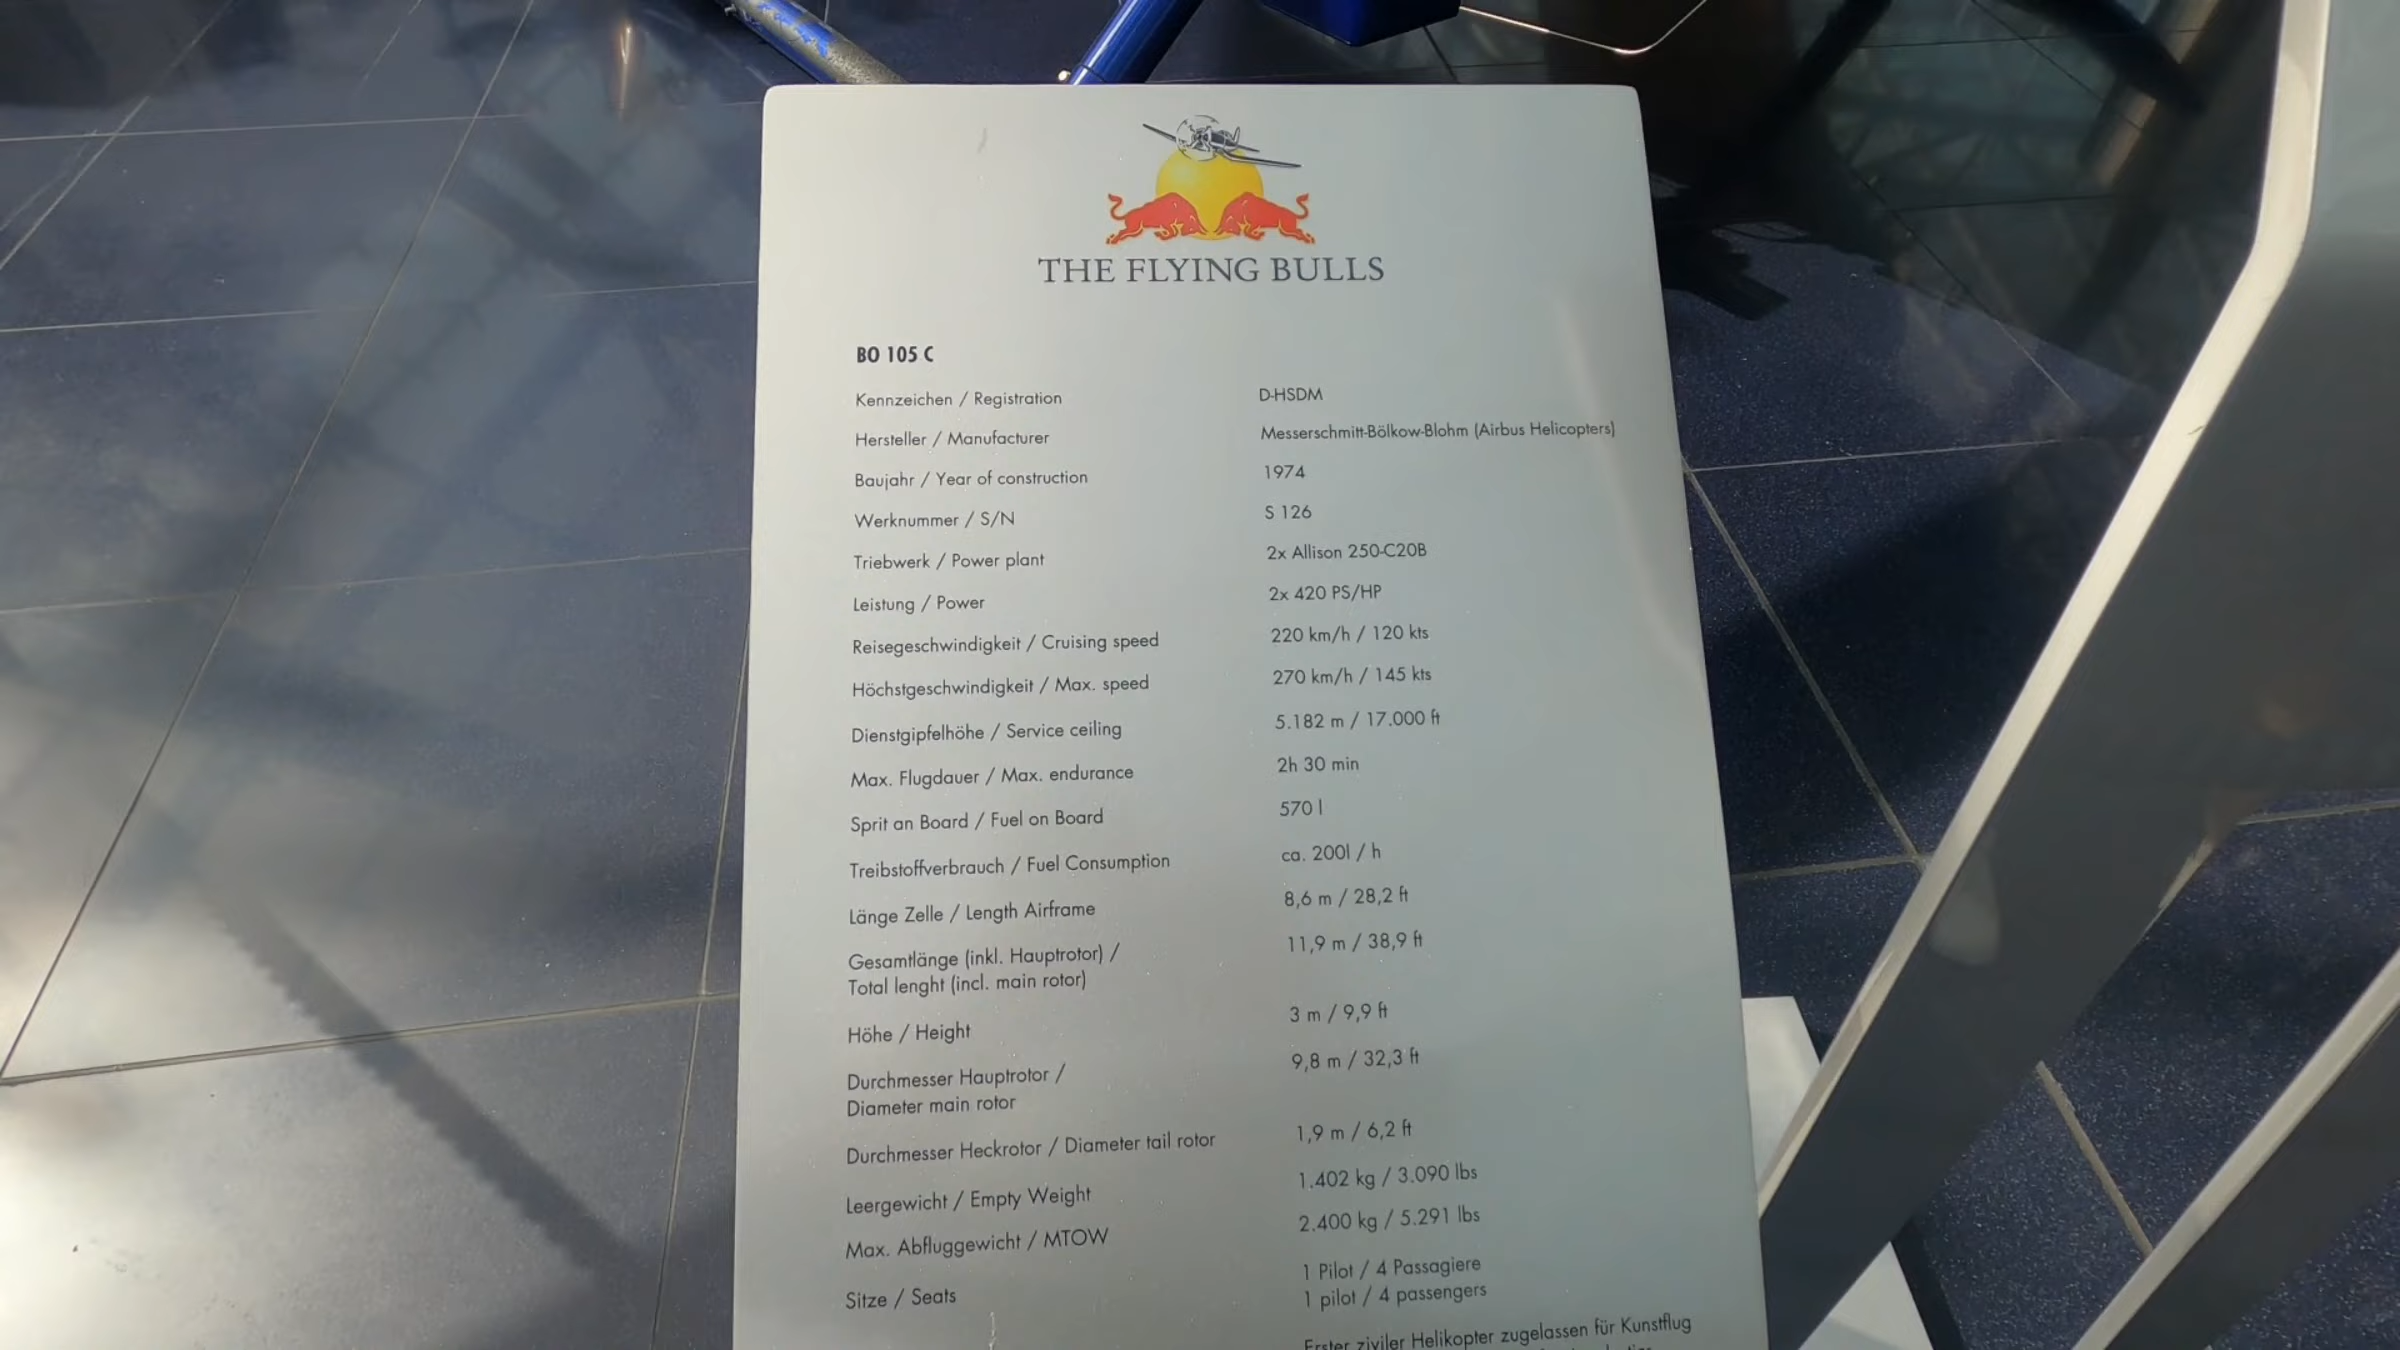 THE FLYING BULLS
BO 105 C
Kennzeichen / Registration D-HSDM
Hersteller / Manufacturer Messerschmitt-Bölkow-Blohm (Airbus Helicopters)
Baujahr / Year of construction 1974
Werknummer / S/N S 126
Triebwerk / Power plant 2x Allison 250-C20B
Leistung / Power 2x 420 PS/HP
Reisegeschwindigkeit / Cruising speed 220 km/h / 120 kts
Höchstgeschwindigkeit / Max. speed 270 km/h / 145 kts
Dienstgipfelhöhe / Service ceiling 5.182 m / 17.000 ft
Max. Flugdauer / Max. endurance 2h 30 min
Sprit an Board / Fuel on Board 570 l
Treibstoffverbrauch / Fuel Consumption ca. 200l / h
Länge Zelle / Length Airframe 8,6 m / 28,2 ft
Gesamtlänge (inkl. Hauptrotor) / 11,9 m / 38,9 ft
Total lenght (incl. main rotor)
Höhe / Height 3 m / 9,9 ft
Durchmesser Hauptrotor / 9,8 m / 32,3 ft
Diameter main rotor
Durchmesser Heckrotor / Diameter tail rotor 1,9 m / 6,2 ft
Leergewicht / Empty Weight 1.402 kg / 3.090 lbs
Max. Abfluggewicht / MTOW 2.400 kg / 5.291 lbs
Sitze / Seats 1 Pilot / 4 Passagiere
1 pilot / 4 passengers
Erster ziviler Helikopter zugelassen für Kunstflug